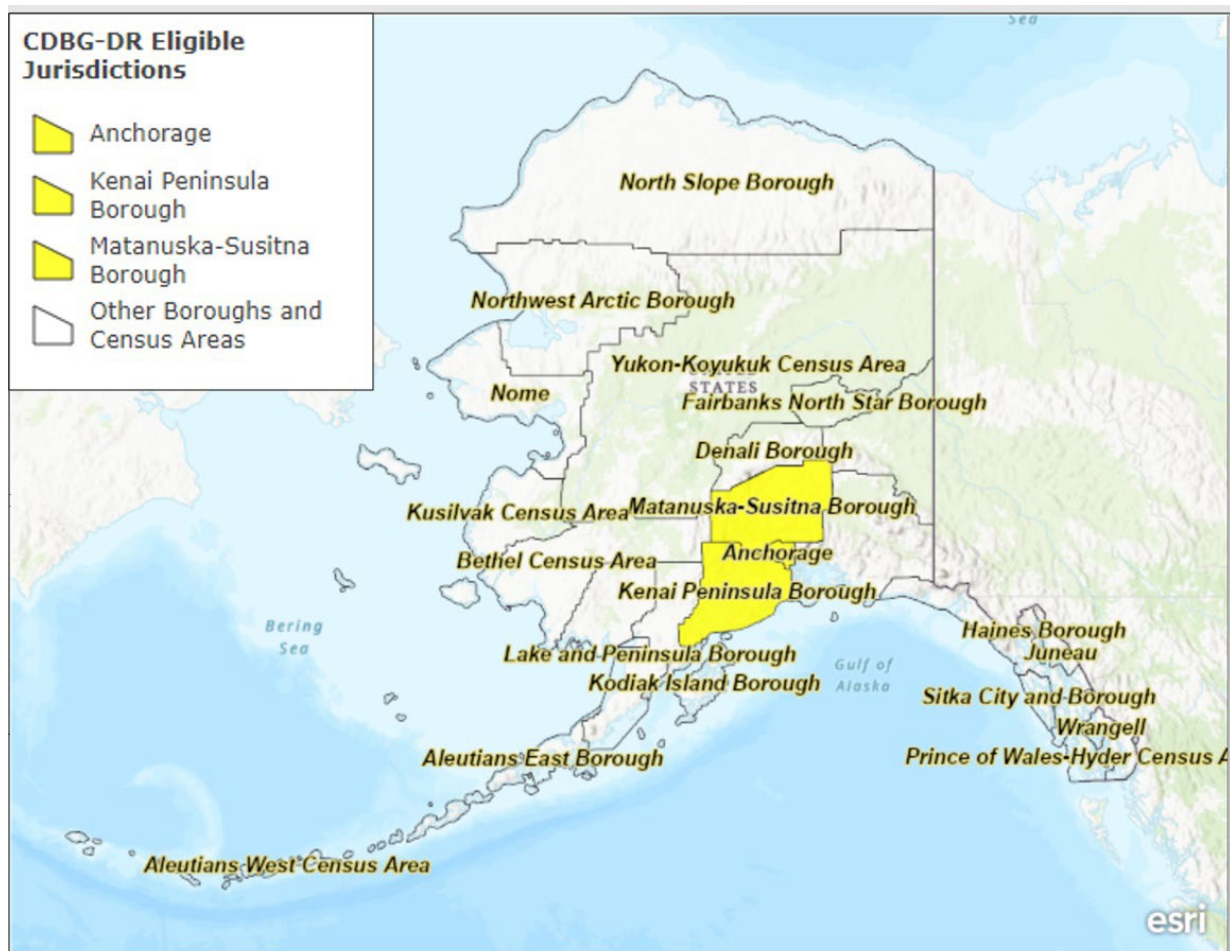 Sea
CDBG-DR Eligible
Jurisdictions
Anchorage
Kenai Peninsula
Borough
Matanuska-Susitna
Borough
Other Boroughs and
Census Areas
North Slope Borough
Northwest Arctic Borough
Yukon-Koyukuk Census Area
STATES
Nome
Fairbanks North Star Borough
Denali Borough
Kusilvak Census Area
Matanuska-Susitna Borough
Anchorage
Bethel Census Area
Kenai Peninsula Borough
Bering
Sea
Haines Borough
Juneau
Lake and Peninsula Borough
Gulf of
Alaska
Kodiak Island Borough
Sitka City and Borough
Wrangell
Aleutians East Borough
Prince of Wales-Hyder Census A
Aleutians West Census Area
esri